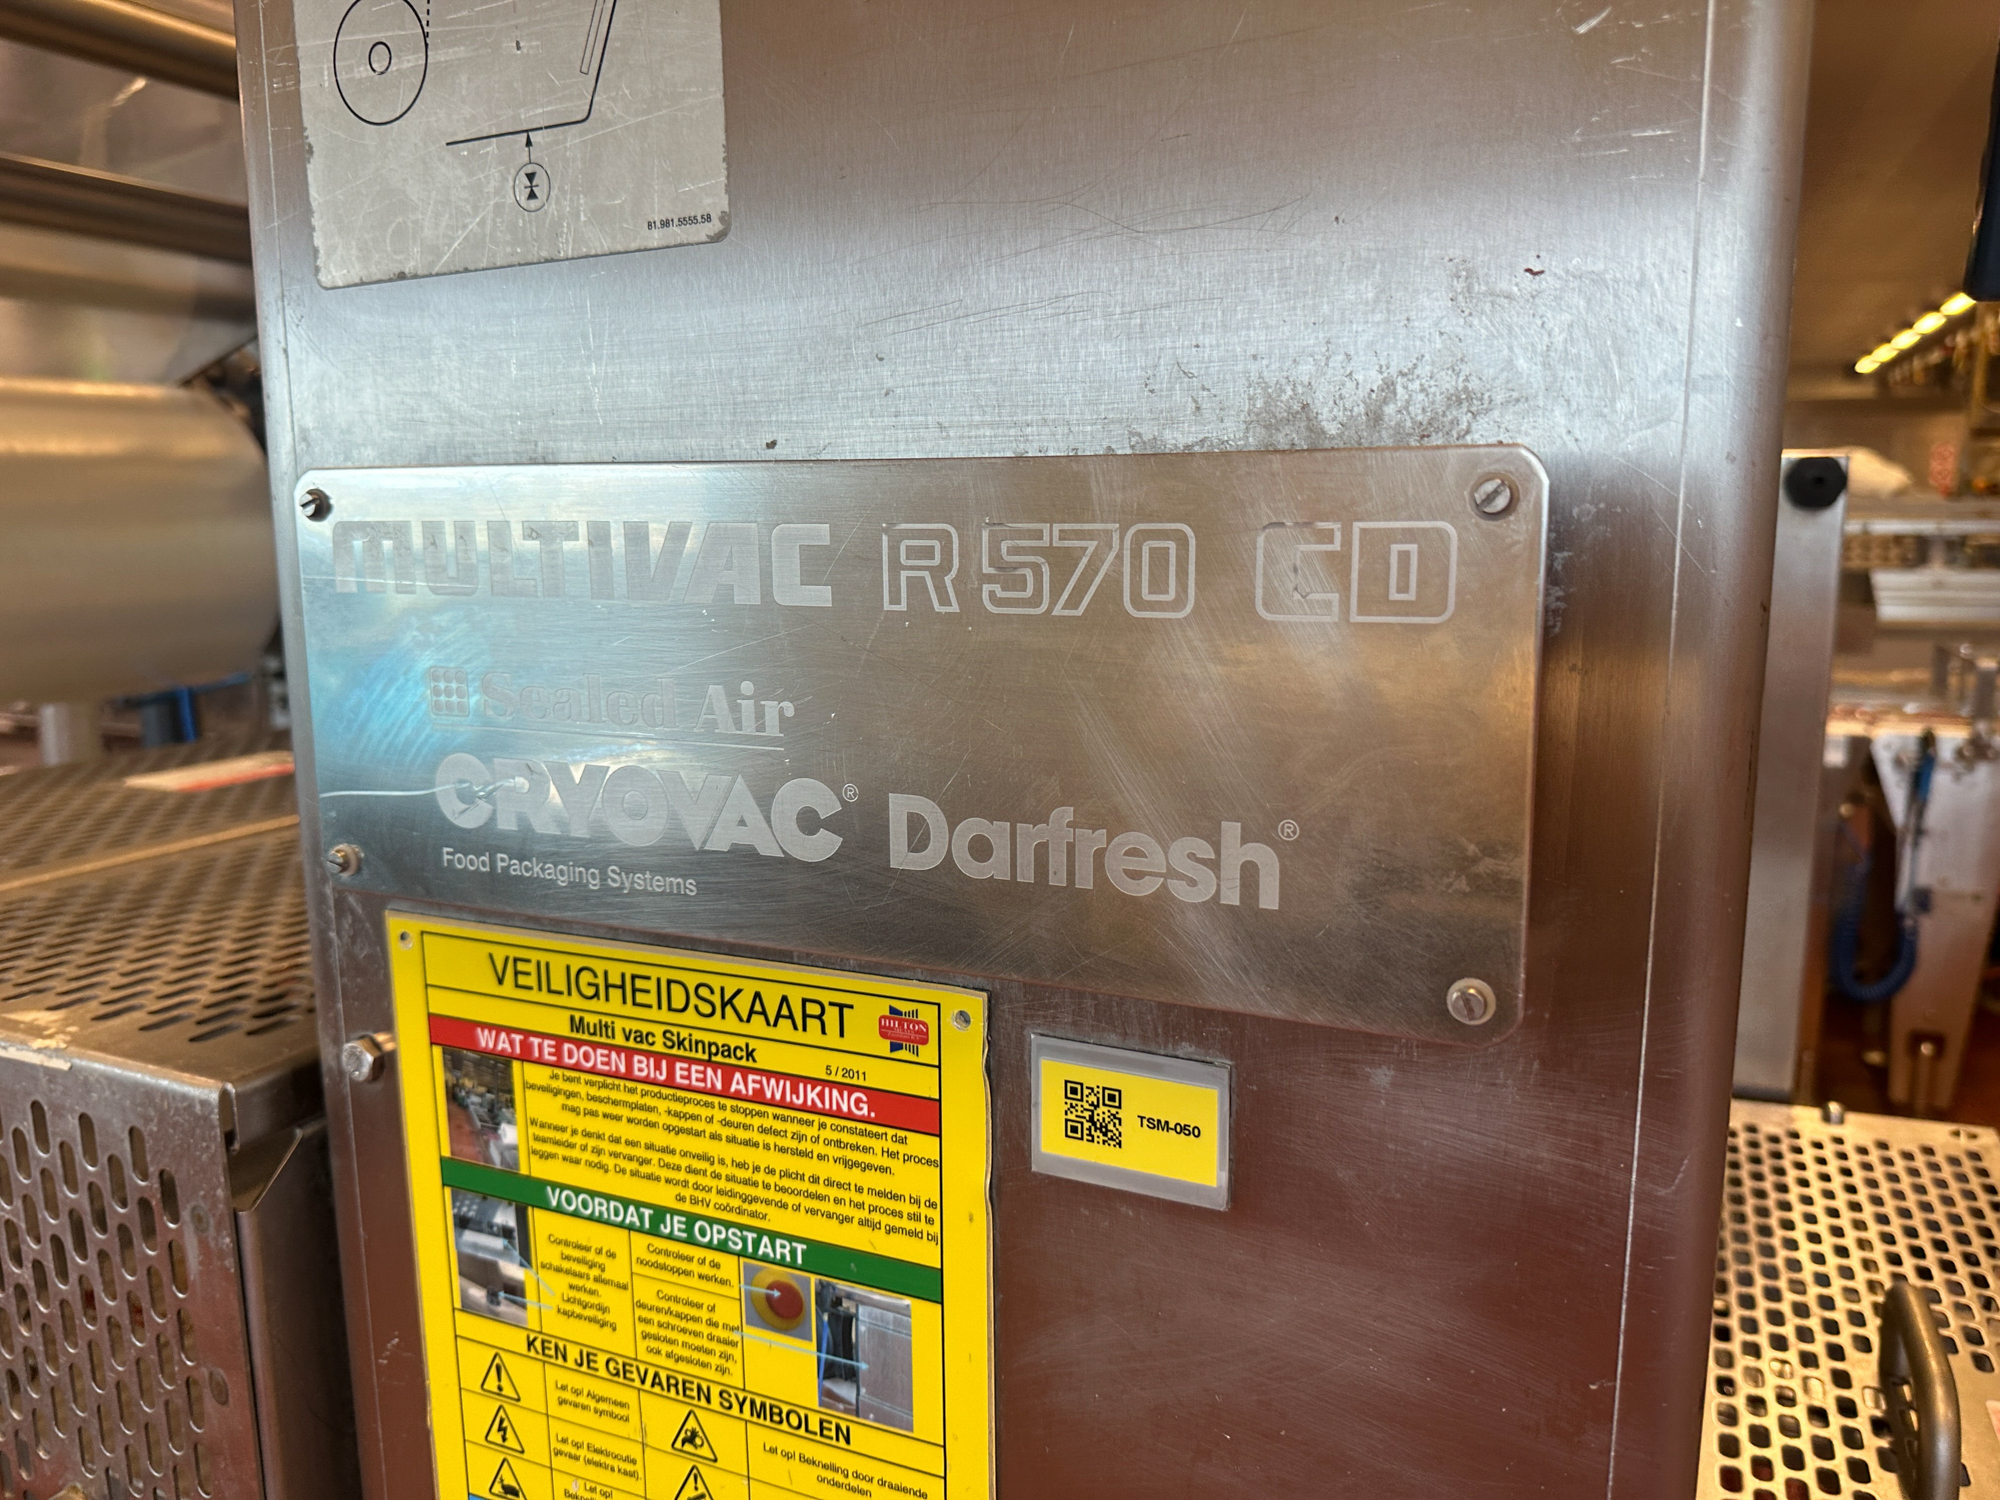 81.981.5555.58
MULTIVAC R 570 CD
Sealed Air
CRYOVAC® Darfresh®
Food Packaging Systems
VEILIGHEIDSKAART
HILTON
Multi vac Skinpack
5 / 2011
WAT TE DOEN BIJ EEN AFWIJKING.
Je bent verplicht het productieproces te stoppen wanneer je constateert dat
beveiligingen, beschermplaten, -kappen of -deuren defect zijn of ontbreken. Het proces
mag pas weer worden opgestart als situatie is hersteld en vrijgegeven.
Wanneer je denkt dat een situatie onveilig is, heb je de plicht dit direct te melden bij de
teamleider of zijn vervanger. Deze dient de situatie te beoordelen en het proces stil te
leggen waar nodig. De situatie wordt door leidinggevende of vervanger altijd gemeld bij
de BHV coördinator.
VOORDAT JE OPSTART
Controleer of de
beveiliging
schakelaars allemaal
werken.
Lichtgordijn
kapbeveiliging
Controleer of de
noodstoppen werken.
Controleer of
deuren/kappen die met
een schroeven draaier
gesloten moeten zijn,
ook afgesloten zijn.
KEN JE GEVAREN SYMBOLEN
Let op! Algemeen
gevaren symbool
Let op! Elektrocutie
gevaar (elektra kast).
Let op! Beknelling door draaiende
onderdelen
Let op!
TSM-050